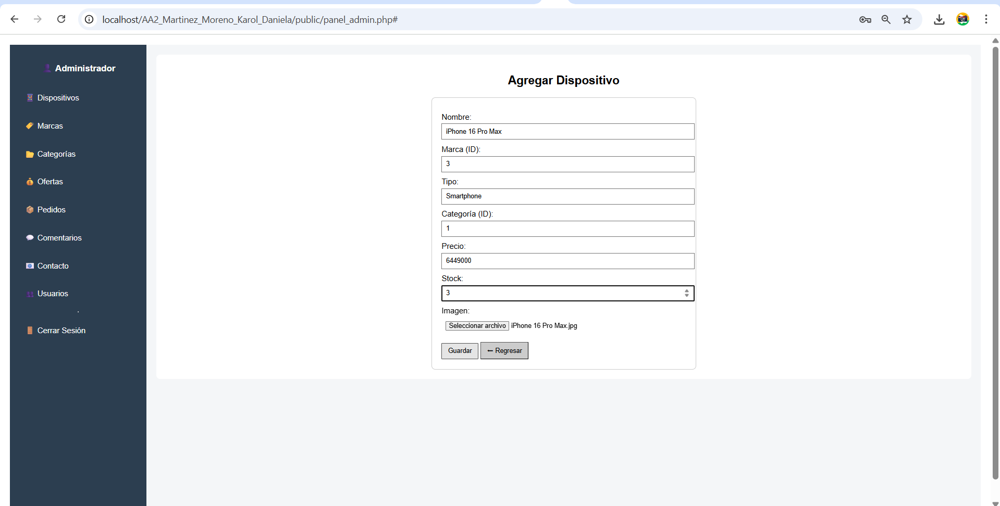 localhost/AA2_Martinez_Moreno_Karol_Daniela/public/panel_admin.php#
Administrador
Dispositivos
Marcas
Categorías
Ofertas
Pedidos
Comentarios
Contacto
Usuarios
.
Cerrar Sesión
Agregar Dispositivo
Nombre:
iPhone 16 Pro Max
Marca (ID):
3
Tipo:
Smartphone
Categoría (ID):
1
Precio:
6449000
Stock:
3
Imagen:
Seleccionar archivo iPhone 16 Pro Max.jpg
Guardar ← Regresar